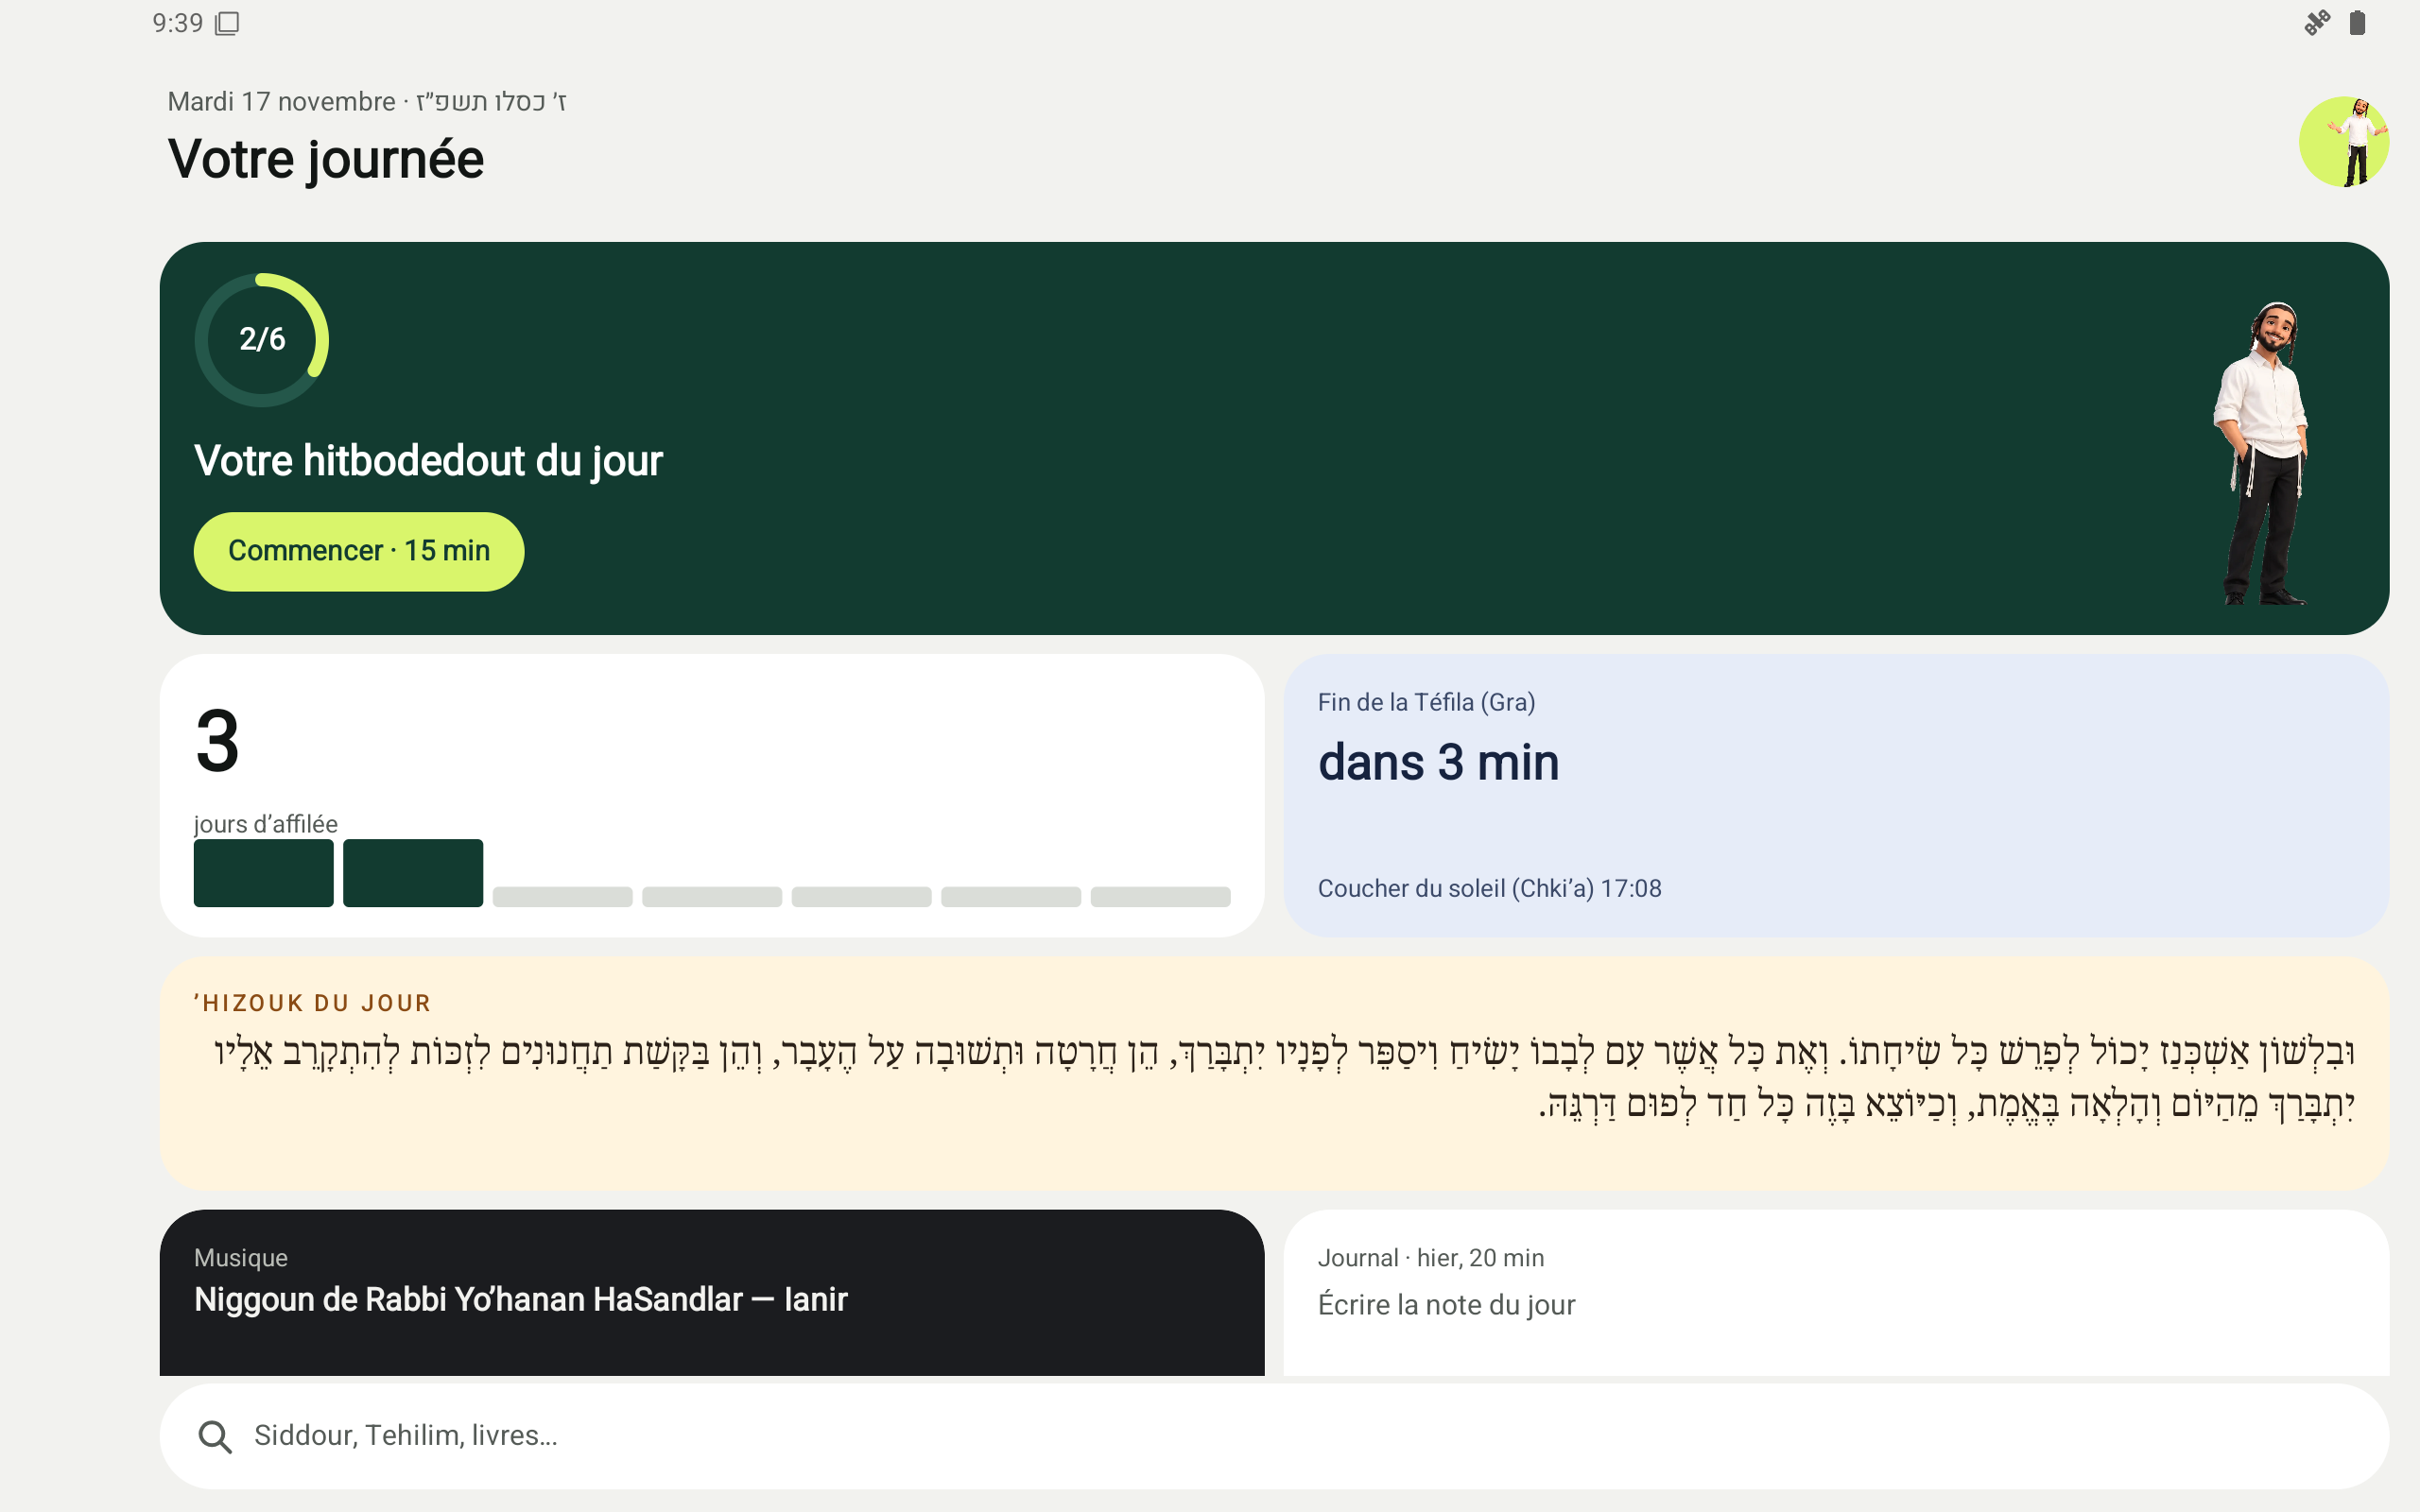 9:39
Mardi 17 novembre · ז׳ כסלו תשפ״ז
Votre journée
2/6
Votre hitbodedout du jour
Commencer · 15 min
3
jours d’affilée
Fin de la Téfila (Gra)
dans 3 min
Coucher du soleil (Chki’a) 17:08
’HIZOUK DU JOUR
וּבִלְשׁוֹן אַשְׁכְּנַז יָכוֹל לְפָרֵשׁ כָּל שִׂיחָתוֹ. וְאֶת כָּל אֲשֶׁר עִם לְבָבוֹ יָשִׂיחַ וִיסַפֵּר לְפָנָיו יִתְבָּרַךְ, הֵן חֲרָטָה וּתְשׁוּבָה עַל הֶעָבָר, וְהֵן בַּקָּשַׁת תַּחֲנוּנִים לִזְכּוֹת לְהִתְקָרֵב אֵלָיו
יִתְבָּרַךְ מֵהַיּוֹם וְהָלְאָה בֶּאֱמֶת, וְכַיּוֹצֵא בָּזֶה כָּל חַד לְפוּם דַּרְגֵּהּ.
Musique
Niggoun de Rabbi Yo’hanan HaSandlar — Ianir
Journal · hier, 20 min
Écrire la note du jour
Siddour, Tehilim, livres…